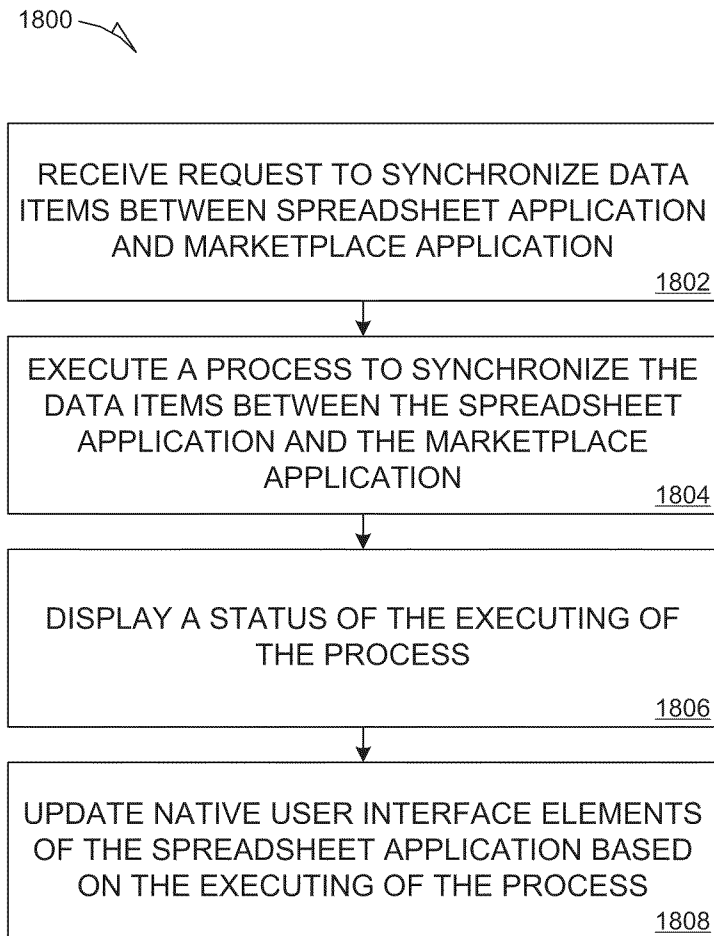 1800
RECEIVE REQUEST TO SYNCHRONIZE DATA
ITEMS BETWEEN SPREADSHEET APPLICATION
AND MARKETPLACE APPLICATION
1802
EXECUTE A PROCESS TO SYNCHRONIZE THE
DATA ITEMS BETWEEN THE SPREADSHEET
APPLICATION AND THE MARKETPLACE
APPLICATION
1804
DISPLAY A STATUS OF THE EXECUTING OF
THE PROCESS
1806
UPDATE NATIVE USER INTERFACE ELEMENTS
OF THE SPREADSHEET APPLICATION BASED
ON THE EXECUTING OF THE PROCESS
1808